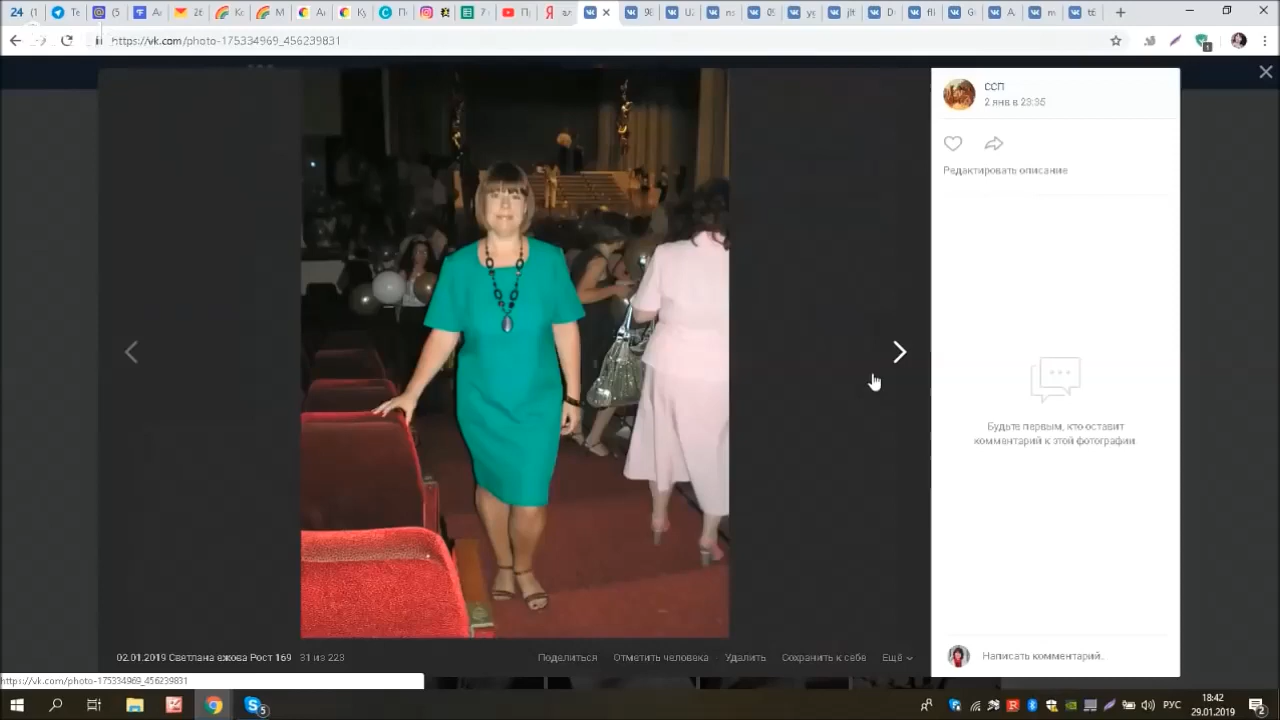 https://vk.com/photo-175334969_456239831
ССП
2 янв в 23:35
Редактировать описание
Будьте первым, кто оставит
комментарий к этой фотографии.
02.01.2019 Светлана ежова Рост 169 31 из 223
Поделиться Отметить человека Удалить Сохранить к себе Ещё
Написать комментарий..
https://vk.com/photo-175334969_456239831
РУС
18:42
29.01.2019